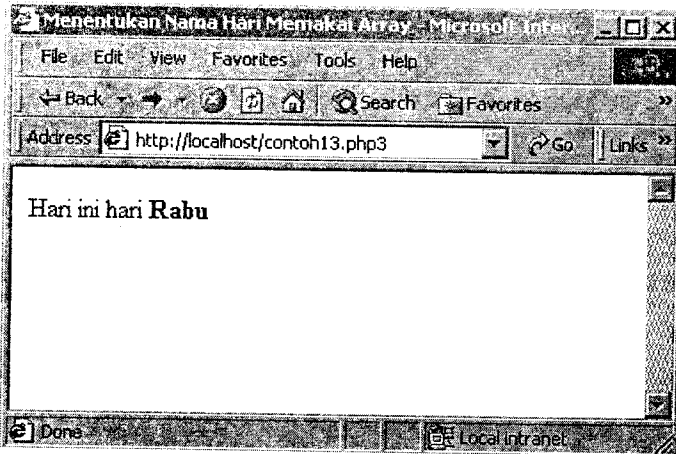 Menentukan Nama Hari Memakai Array - Microsoft Inter...
File Edit View Favorites Tools Help
Back Search Favorites »
Address http://localhost/contoh13.php3 Go Links »
Hari ini hari Rabu
Done Local intranet